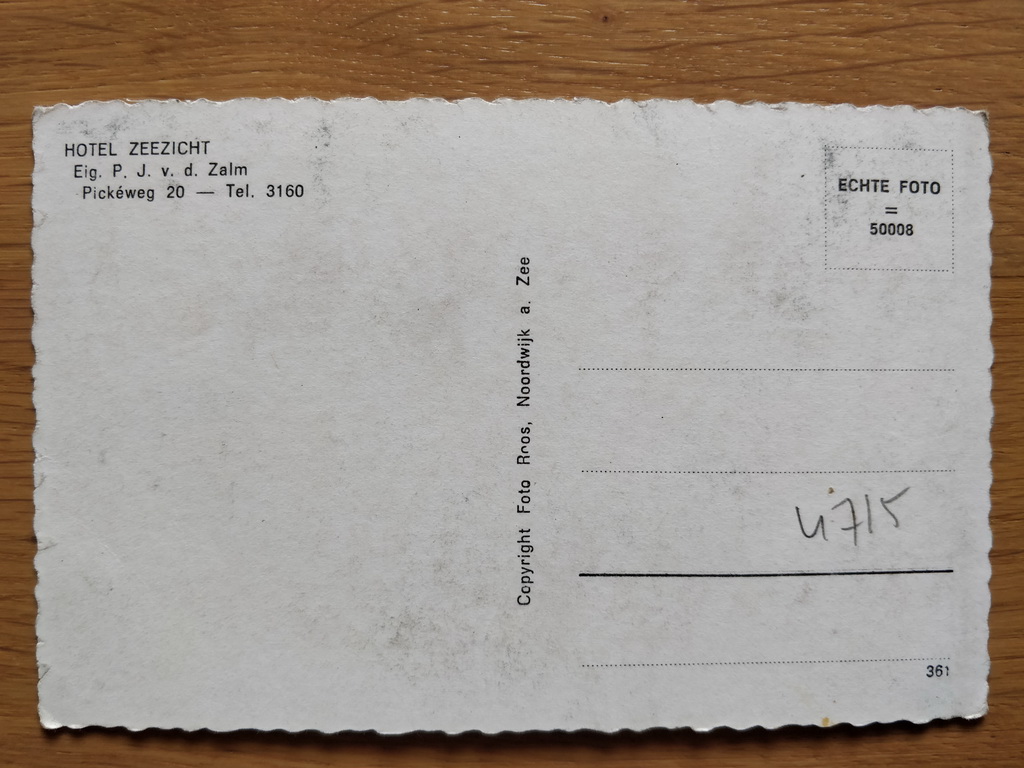 HOTEL ZEEZICHT
Eig. P. J. v. d. Zalm
Pickéweg 20 — Tel. 3160
ECHTE FOTO
=
50008
Copyright Foto Roos, Noordwijk a. Zee
4715
361